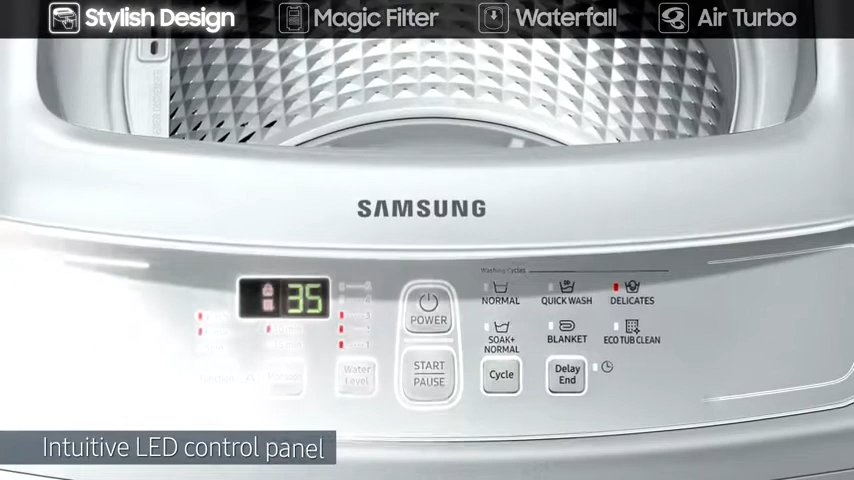 Stylish Design Magic Filter Waterfall Air Turbo
SAMSUNG
Washing Cycles
35
POWER
NORMAL QUICK WASH DELICATES
SOAK+
NORMAL
BLANKET ECO TUB CLEAN
START
PAUSE
Water
Level
Cycle
Delay
End
Function
Intuitive LED control panel